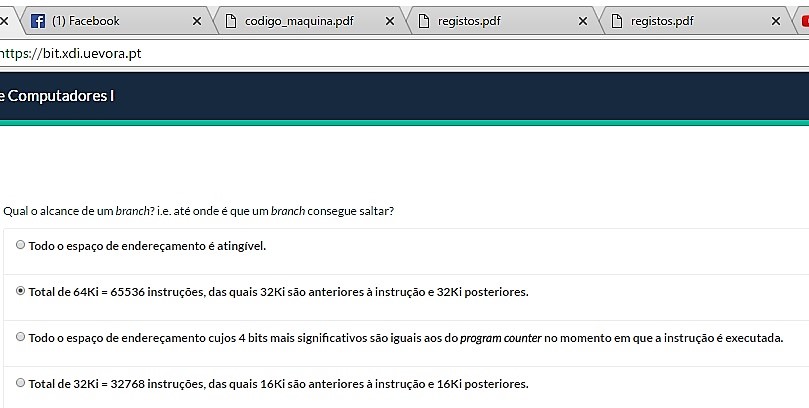 (1) Facebook codigo_maquina.pdf registos.pdf registos.pdf
https://bit.xdi.uevora.pt
e Computadores I
Qual o alcance de um branch? i.e. até onde é que um branch consegue saltar?
Todo o espaço de endereçamento é atingível.
Total de 64Ki = 65536 instruções, das quais 32Ki são anteriores à instrução e 32Ki posteriores.
Todo o espaço de endereçamento cujos 4 bits mais significativos são iguais aos do program counter no momento em que a instrução é executada.
Total de 32Ki = 32768 instruções, das quais 16Ki são anteriores à instrução e 16Ki posteriores.